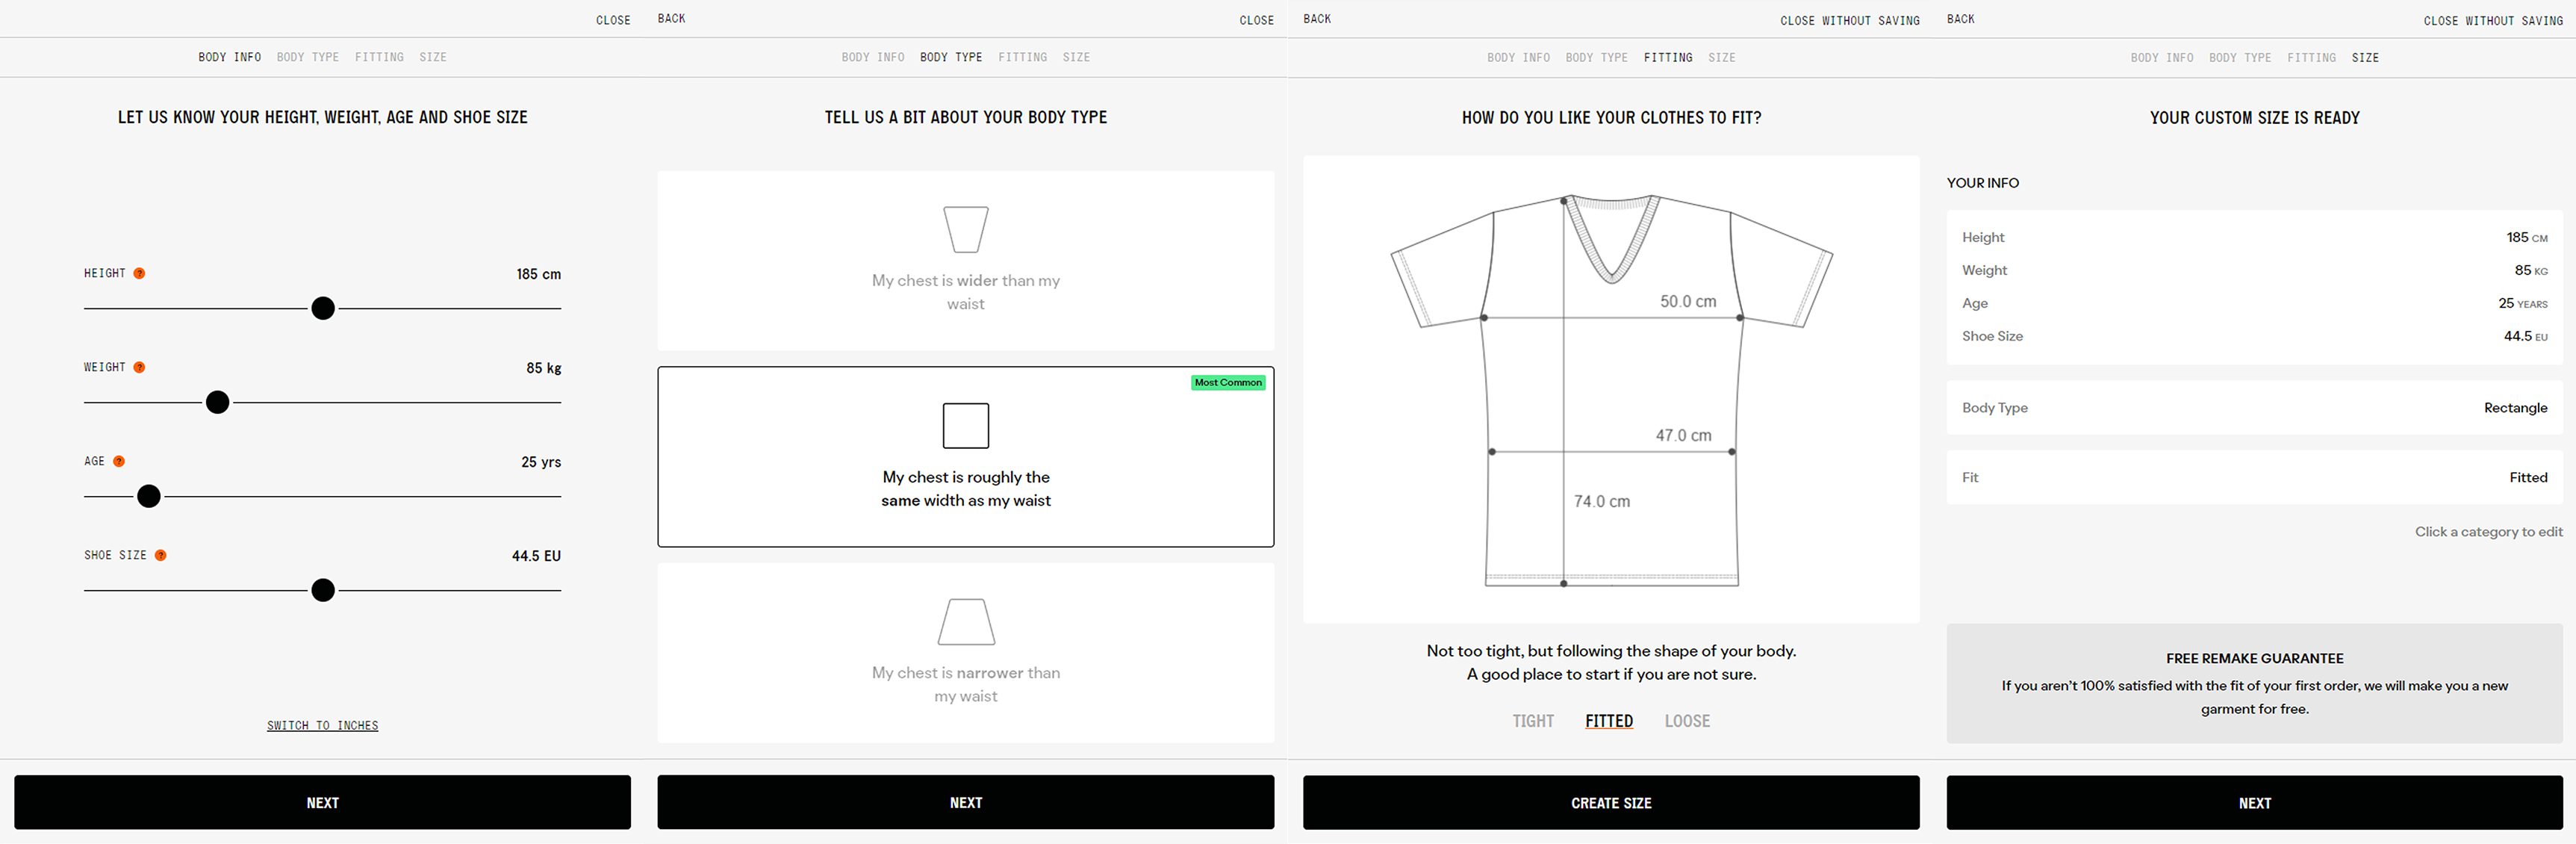 CLOSE
BODY INFO BODY TYPE FITTING SIZE
LET US KNOW YOUR HEIGHT, WEIGHT, AGE AND SHOE SIZE
HEIGHT ? 185 cm
WEIGHT ? 85 kg
AGE ? 25 yrs
SHOE SIZE ? 44.5 EU
SWITCH TO INCHES
NEXT
BACK CLOSE
BODY INFO BODY TYPE FITTING SIZE
TELL US A BIT ABOUT YOUR BODY TYPE
My chest is wider than my
waist
Most Common
My chest is roughly the
same width as my waist
My chest is narrower than
my waist
NEXT
BACK CLOSE WITHOUT SAVING
BODY INFO BODY TYPE FITTING SIZE
HOW DO YOU LIKE YOUR CLOTHES TO FIT?
50.0 cm
47.0 cm
74.0 cm
Not too tight, but following the shape of your body.
A good place to start if you are not sure.
TIGHT FITTED LOOSE
CREATE SIZE
BACK CLOSE WITHOUT SAVING
BODY INFO BODY TYPE FITTING SIZE
YOUR CUSTOM SIZE IS READY
YOUR INFO
Height 185 CM
Weight 85 KG
Age 25 YEARS
Shoe Size 44.5 EU
Body Type Rectangle
Fit Fitted
Click a category to edit
FREE REMAKE GUARANTEE
If you aren't 100% satisfied with the fit of your first order, we will make you a new
garment for free.
NEXT